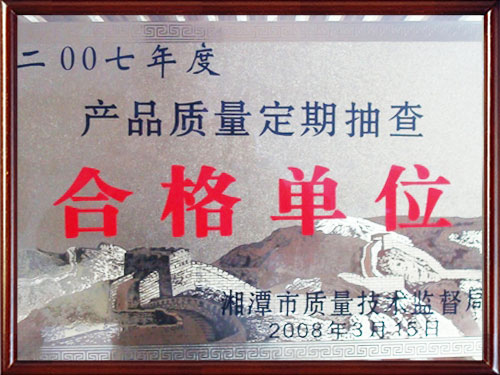 二00七年度
产品质量定期抽查
合格单位
湘潭市质量技术监督局
2008年3月15日